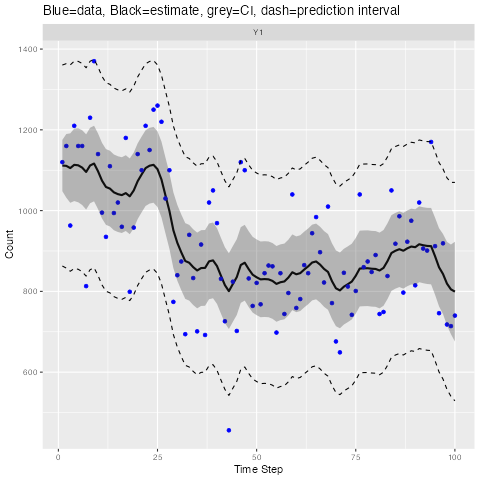 Blue=data, Black=estimate, grey=CI, dash=prediction interval
Y1
1400
1200
1000
800
600
Count
0 25 50 75 100
Time Step